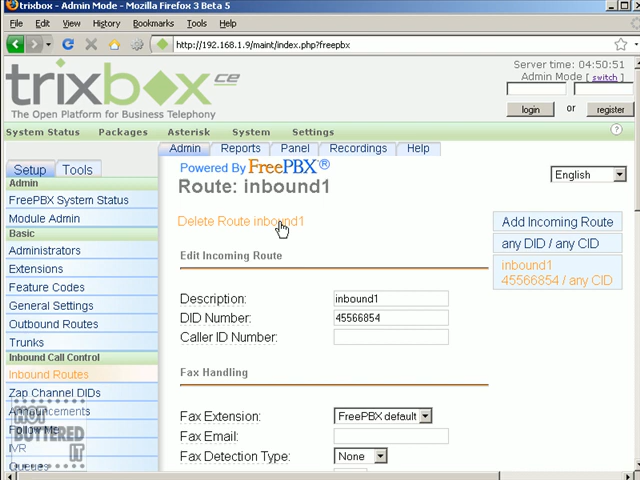 trixbox - Admin Mode - Mozilla Firefox 3 Beta 5
File Edit View History Bookmarks Tools Help
http://192.168.1.9/maint/index.php?freepbx
trixbox ce
The Open Platform for Business Telephony
Server time: 04:50:51
Admin Mode [ switch ]
login or register
System Status Packages Asterisk System Settings ?
Admin Reports Panel Recordings Help
Setup Tools
Powered By FreePBX®
English
Admin
FreePBX System Status
Module Admin
Basic
Administrators
Extensions
Feature Codes
General Settings
Outbound Routes
Trunks
Inbound Call Control
Inbound Routes
Zap Channel DIDs
Announcements
Follow Me
IVR
Queues
HOT
BUTTERED
IT
Route: inbound1
Delete Route inbound1
Edit Incoming Route
Description: inbound1
DID Number: 45566854
Caller ID Number:
Fax Handling
Fax Extension: FreePBX default
Fax Email:
Fax Detection Type: None
Add Incoming Route
any DID / any CID
inbound1
45566854 / any CID